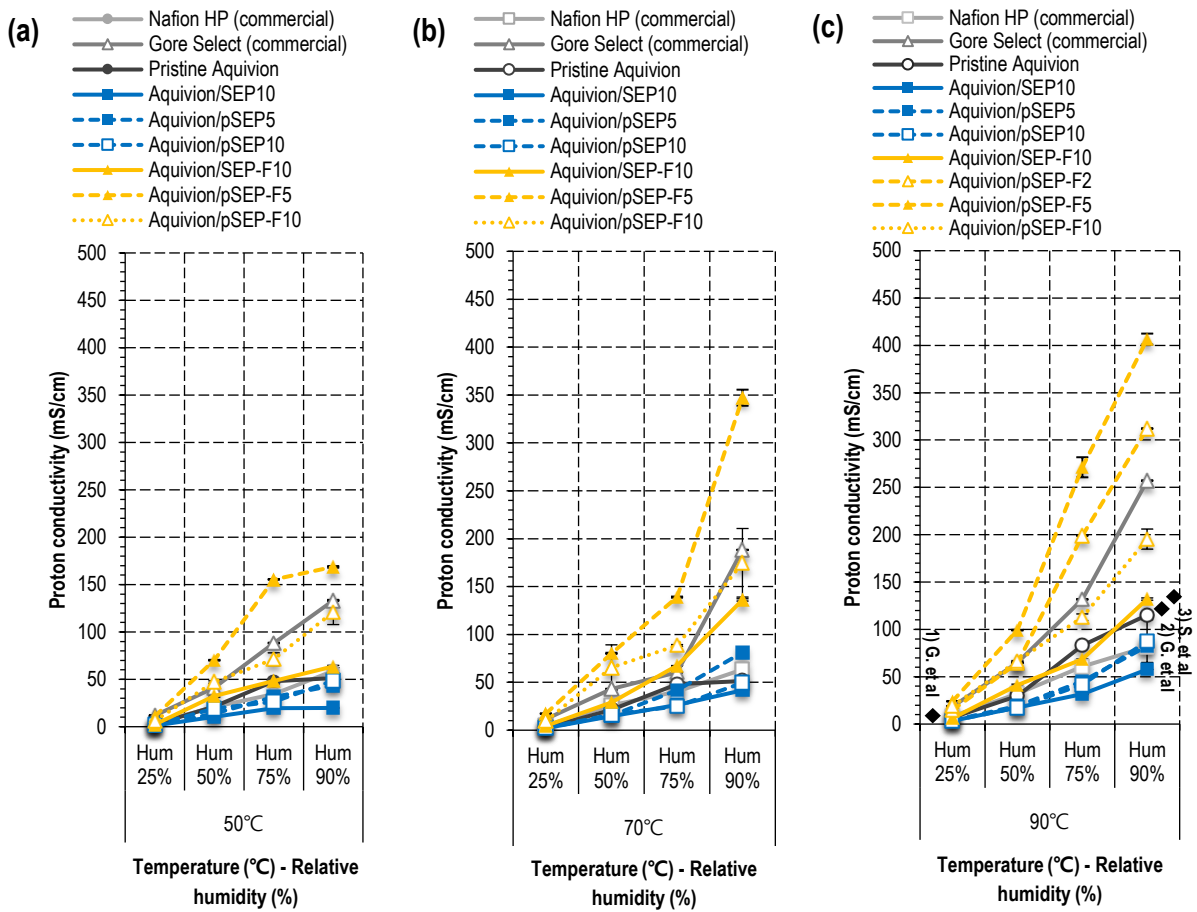 (a)
Nafion HP (commercial)
Gore Select (commercial)
Pristine Aquivion
Aquivion/SEP10
Aquivion/pSEP5
Aquivion/pSEP10
Aquivion/SEP-F10
Aquivion/pSEP-F5
Aquivion/pSEP-F10
Proton conductivity (mS/cm)
500
450
400
350
300
250
200
150
100
50
0
Hum 25%
Hum 50%
Hum 75%
Hum 90%
50℃
Temperature (℃) - Relative
humidity (%)
(b)
Nafion HP (commercial)
Gore Select (commercial)
Pristine Aquivion
Aquivion/SEP10
Aquivion/pSEP5
Aquivion/pSEP10
Aquivion/SEP-F10
Aquivion/pSEP-F5
Aquivion/pSEP-F10
Proton conductivity (mS/cm)
500
450
400
350
300
250
200
150
100
50
0
Hum 25%
Hum 50%
Hum 75%
Hum 90%
70℃
Temperature (℃) - Relative
humidity (%)
(c)
Nafion HP (commercial)
Gore Select (commercial)
Pristine Aquivion
Aquivion/SEP10
Aquivion/pSEP5
Aquivion/pSEP10
Aquivion/SEP-F10
Aquivion/pSEP-F2
Aquivion/pSEP-F5
Aquivion/pSEP-F10
Proton conductivity (mS/cm)
500
450
400
350
300
250
200
150
100
50
0
1) G. et.al
2) G. et.al
3) S. et.al
Hum 25%
Hum 50%
Hum 75%
Hum 90%
90℃
Temperature (℃) - Relative
humidity (%)